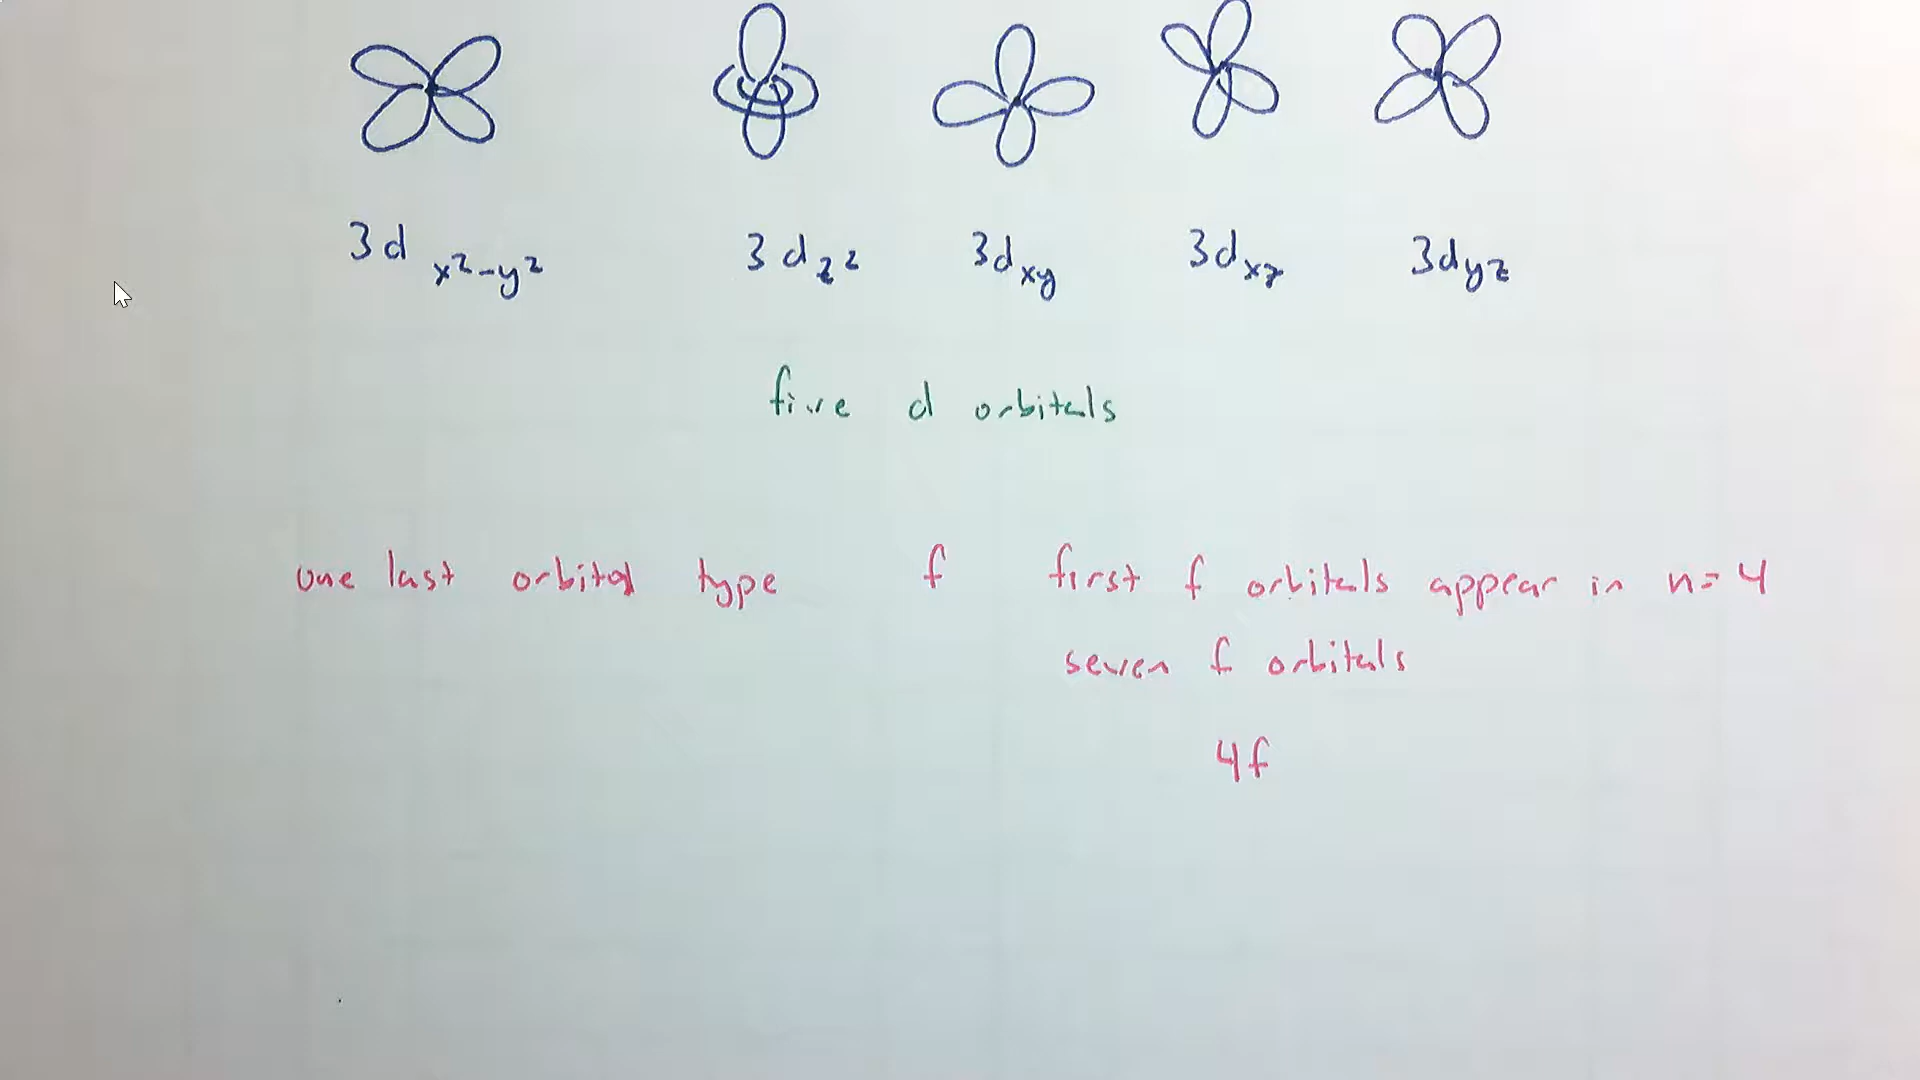 3d x²-y² 3d z² 3d xy 3d xz 3d yz
five d orbitals
one last orbital type f first f orbitals appear in n=4
seven f orbitals
4f